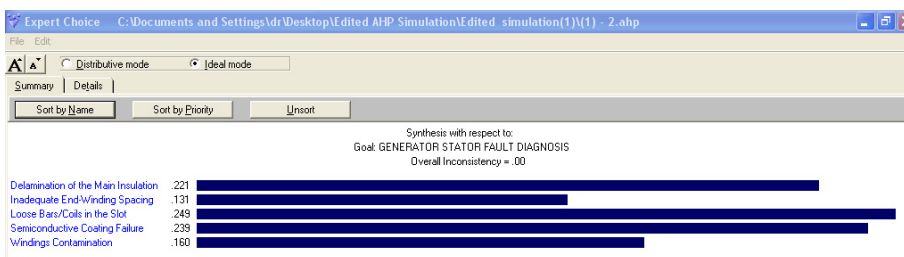 Expert Choice C:\Documents and Settings\dr\Desktop\Edited AHP Simulation\Edited simulation(1)\(1) - 2.ahp
File Edit
A A Distributive mode Ideal mode
Summary Details
Sort by Name Sort by Priority Unsort
Synthesis with respect to:
Goal: GENERATOR STATOR FAULT DIAGNOSIS
Overall Inconsistency = .00
Delamination of the Main Insulation .221
Inadequate End-Winding Spacing .131
Loose Bars/Coils in the Slot .249
Semiconductive Coating Failure .239
Windings Contamination .160